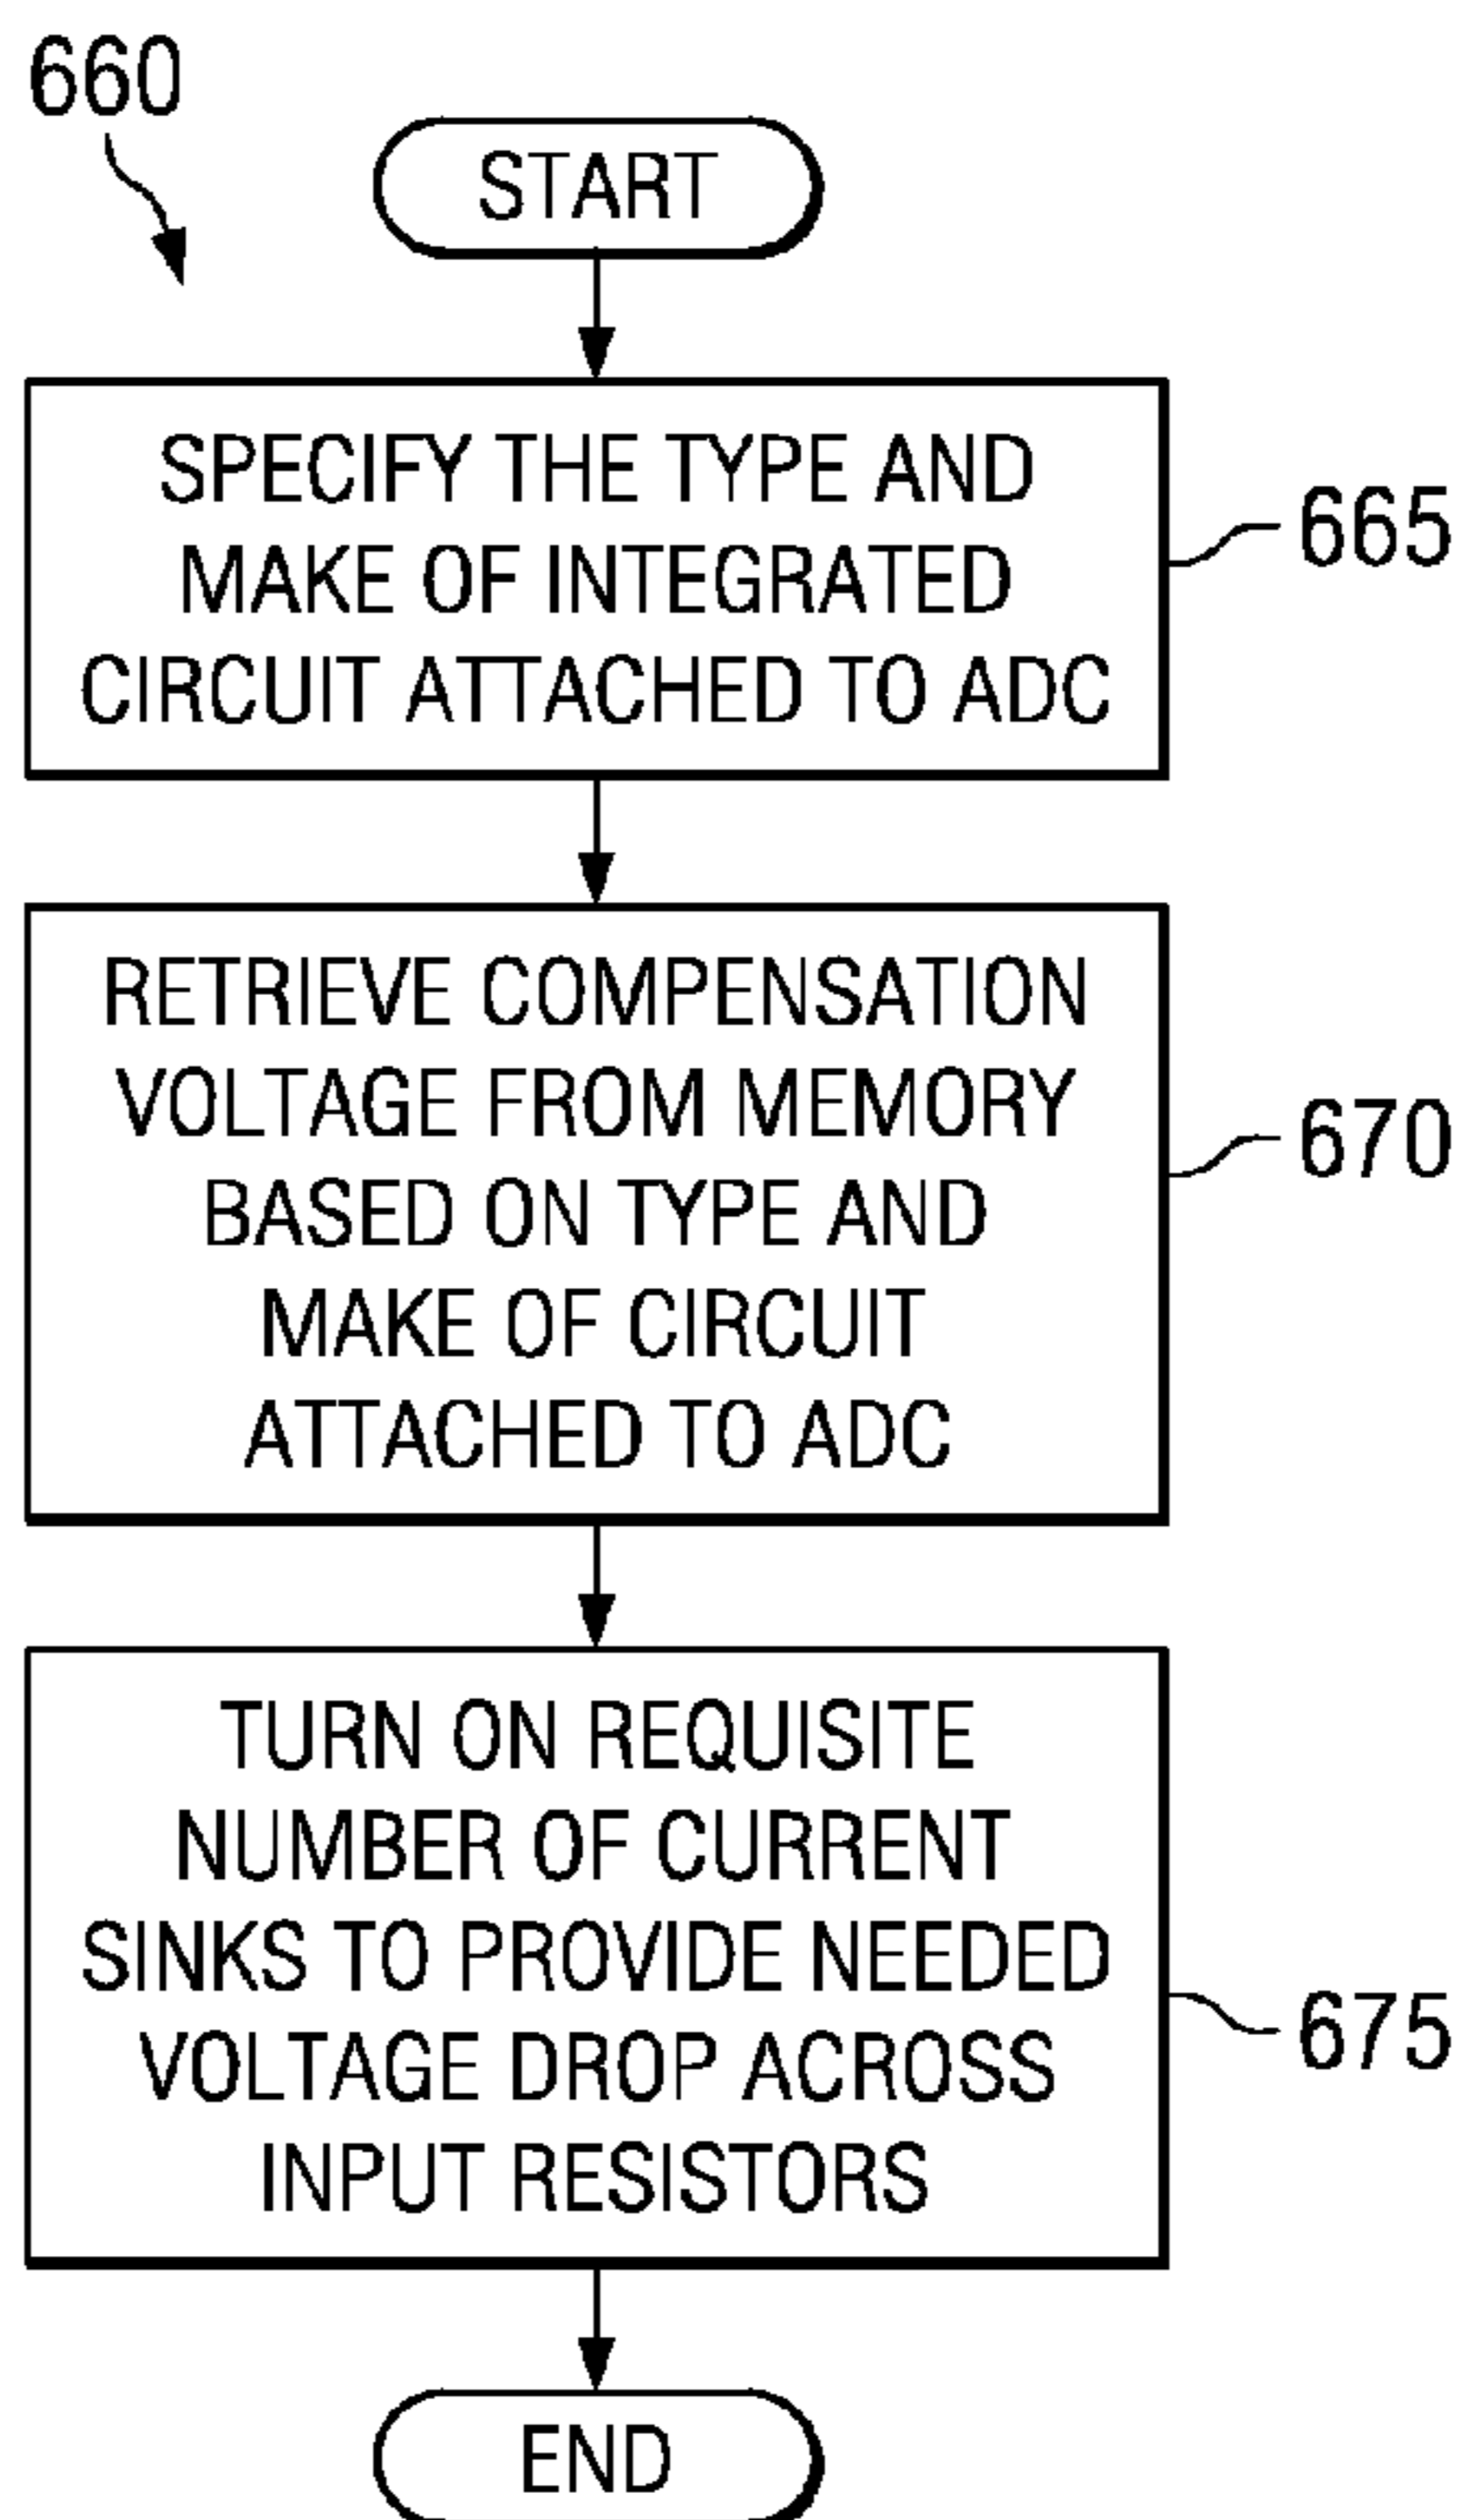 660
START
SPECIFY THE TYPE AND
MAKE OF INTEGRATED
CIRCUIT ATTACHED TO ADC
665
RETRIEVE COMPENSATION
VOLTAGE FROM MEMORY
BASED ON TYPE AND
MAKE OF CIRCUIT
ATTACHED TO ADC
670
TURN ON REQUISITE
NUMBER OF CURRENT
SINKS TO PROVIDE NEEDED
VOLTAGE DROP ACROSS
INPUT RESISTORS
675
END